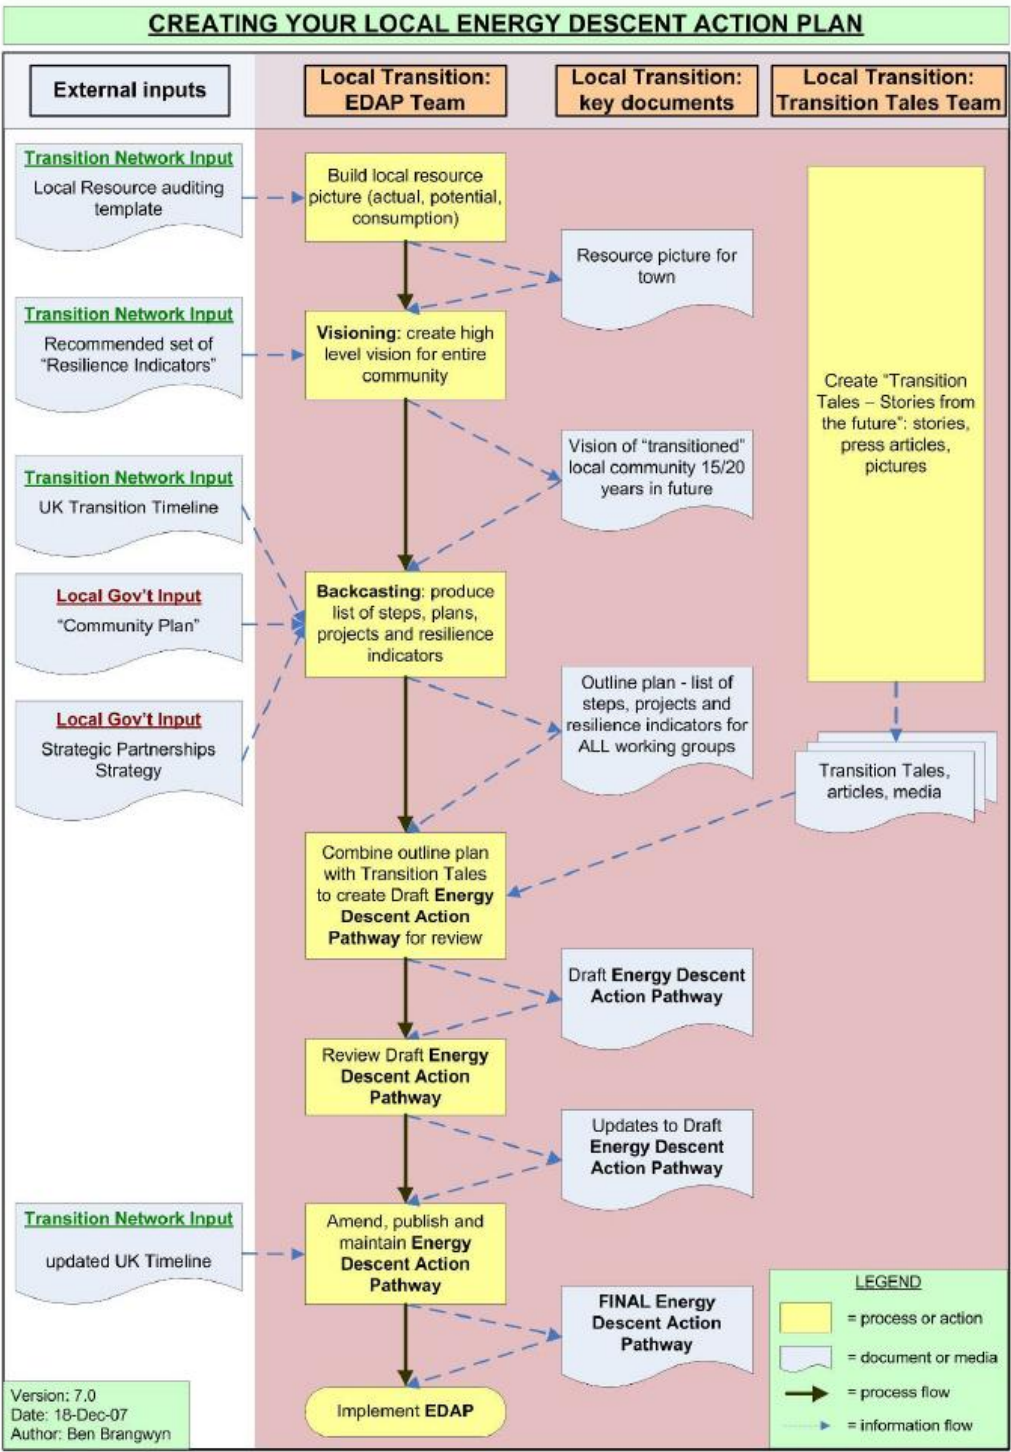 CREATING YOUR LOCAL ENERGY DESCENT ACTION PLAN
External inputs
Local Transition:
EDAP Team
Local Transition:
key documents
Local Transition:
Transition Tales Team
Transition Network Input
Local Resource auditing
template
Build local resource
picture (actual, potential,
consumption)
Resource picture for
town
Transition Network Input
Recommended set of
“Resilience Indicators”
Visioning: create high
level vision for entire
community
Create “Transition
Tales – Stories from
the future”: stories,
press articles,
pictures
Vision of “transitioned”
local community 15/20
years in future
Transition Network Input
UK Transition Timeline
Local Gov't Input
“Community Plan”
Backcasting: produce
list of steps, plans,
projects and resilience
indicators
Local Gov't Input
Strategic Partnerships
Strategy
Outline plan - list of
steps, projects and
resilience indicators for
ALL working groups
Transition Tales,
articles, media
Combine outline plan
with Transition Tales
to create Draft Energy
Descent Action
Pathway for review
Draft Energy Descent
Action Pathway
Review Draft Energy
Descent Action
Pathway
Updates to Draft
Energy Descent
Action Pathway
Transition Network Input
updated UK Timeline
Amend, publish and
maintain Energy
Descent Action
Pathway
FINAL Energy
Descent Action
Pathway
Implement EDAP
LEGEND
= process or action
= document or media
= process flow
= information flow
Version: 7.0
Date: 18-Dec-07
Author: Ben Brangwyn